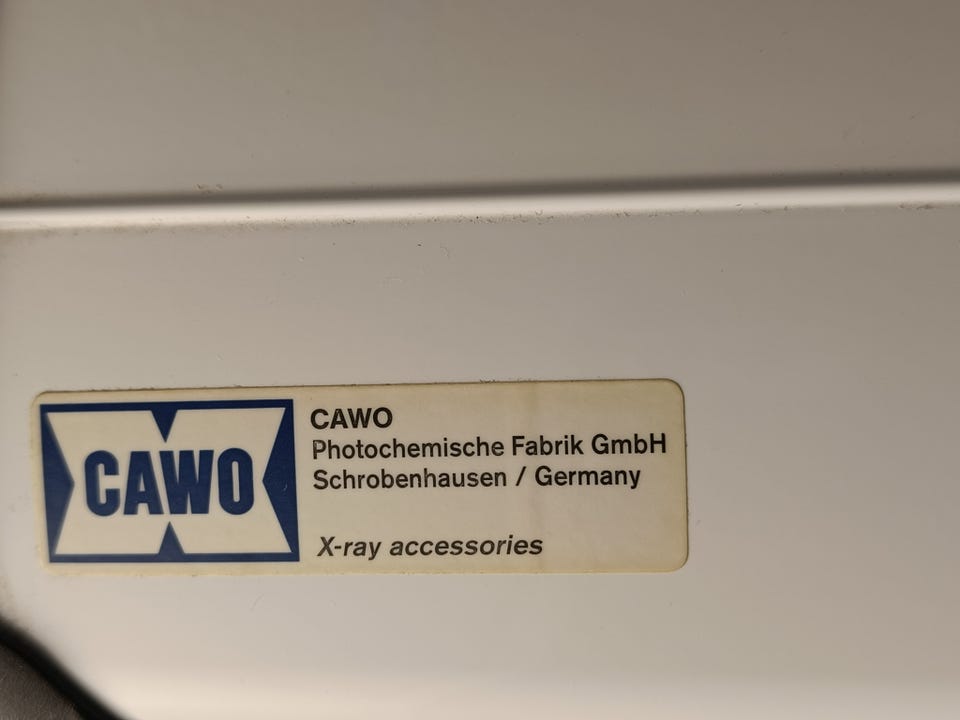 CAWO
CAWO
Photochemische Fabrik GmbH
Schrobenhausen / Germany
X-ray accessories